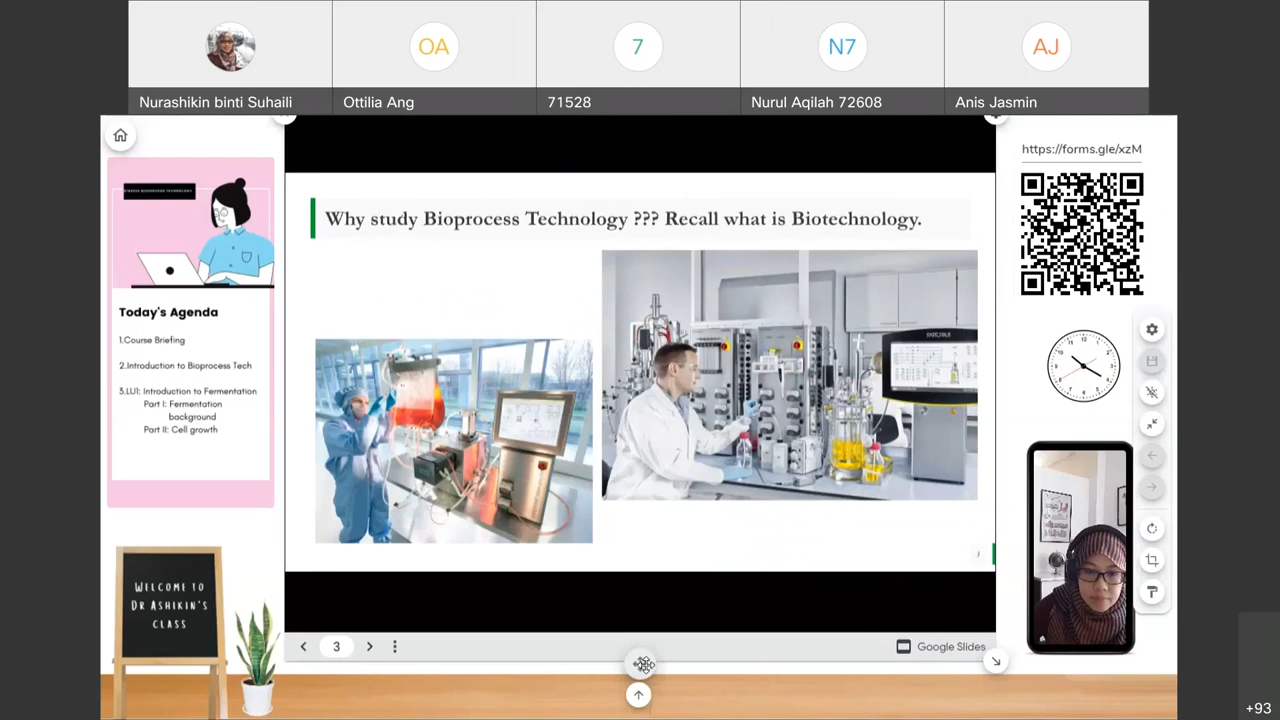 OA
7
N7
AJ
Nurashikin binti Suhaili
Ottilia Ang
71528
Nurul Aqilah 72608
Anis Jasmin
Today's Agenda
1.Course Briefing
2.Introduction to Bioprocess Tech
3.LU1: Introduction to Fermentation
Part I: Fermentation
background
Part II: Cell growth
WELCOME TO
DR ASHIKIN'S
CLASS
Why study Bioprocess Technology ??? Recall what is Biotechnology.
3
Google Slides
https://forms.gle/xzM
+93